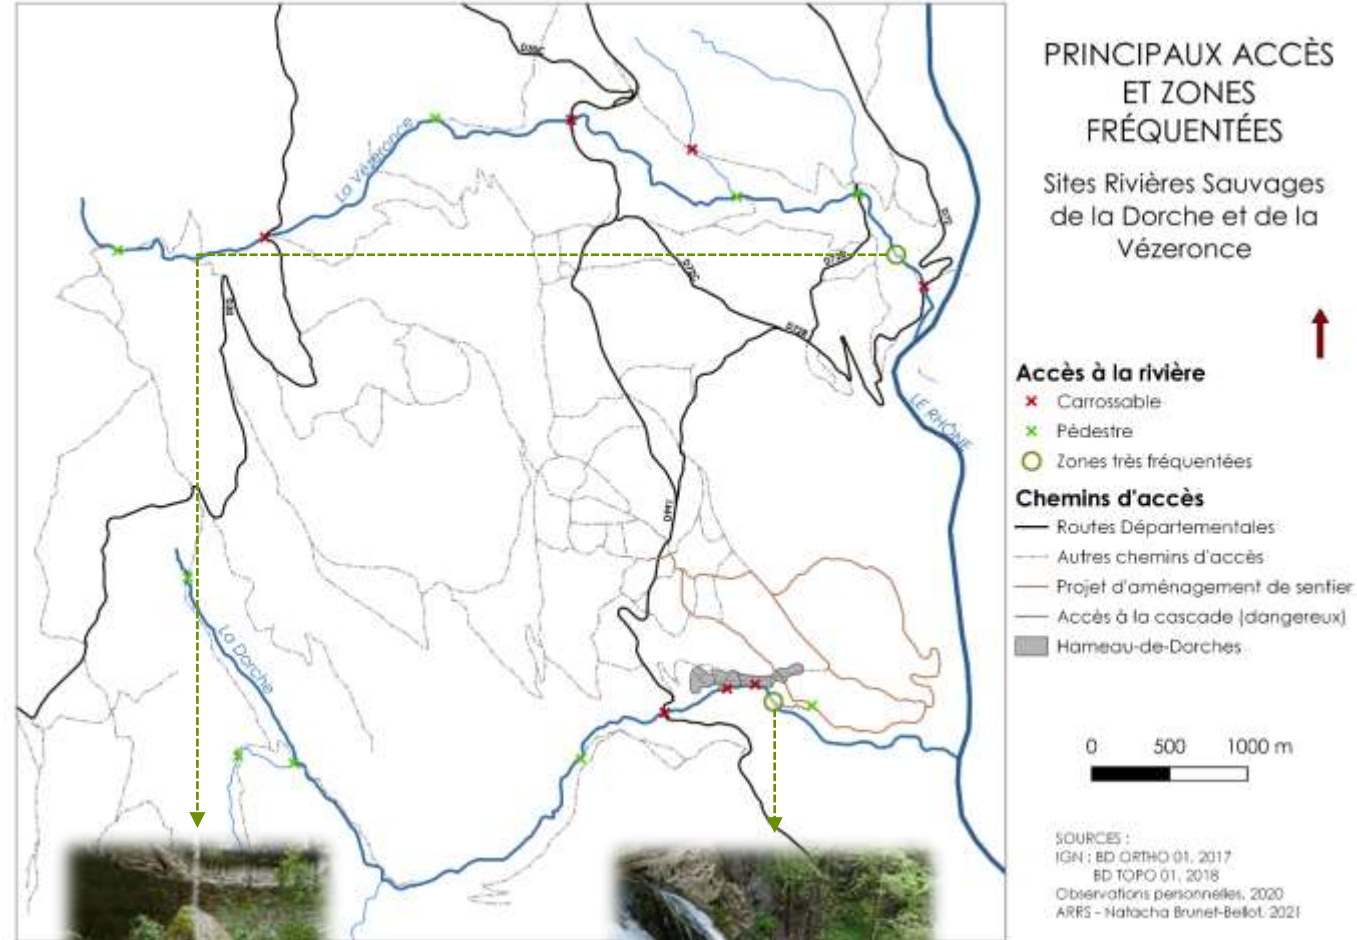 PRINCIPAUX ACCÈS
ET ZONES
FRÉQUENTÉES
Sites Rivières Sauvages
de la Dorche et de la
Vézeronce
Accès à la rivière
Carrossable
Pédestre
Zones très fréquentées
Chemins d'accès
Routes Départementales
Autres chemins d'accès
Projet d'aménagement de sentier
Accès à la cascade (dangereux)
Hameau-de-Dorches
0 500 1000 m
SOURCES :
IGN : BD ORTHO 01, 2017
BD TOPO 01, 2018
Observations personnelles, 2020
ARRS - Natacha Brunet-Bellot, 2021
La Vézeronce
LE RHÔNE
La Dorche
D72C
D72B